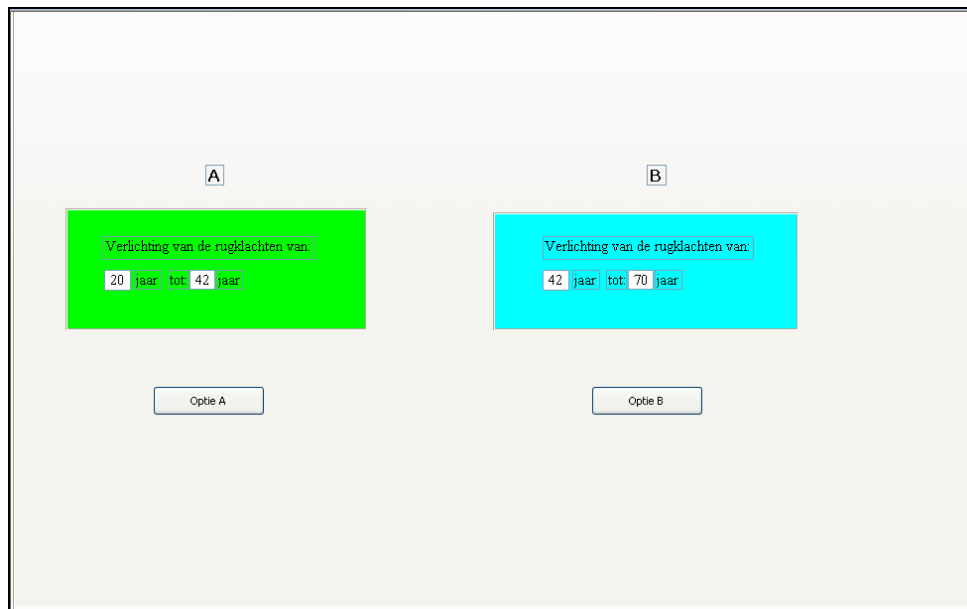 A
Verlichting van de rugklachten van:
20 jaar tot: 42 jaar
Optie A
B
Verlichting van de rugklachten van:
42 jaar tot: 70 jaar
Optie B